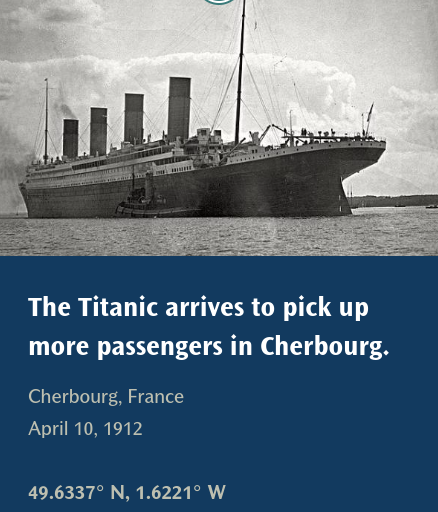 The Titanic arrives to pick up
more passengers in Cherbourg.
Cherbourg, France
April 10, 1912
49.6337° N, 1.6221° W